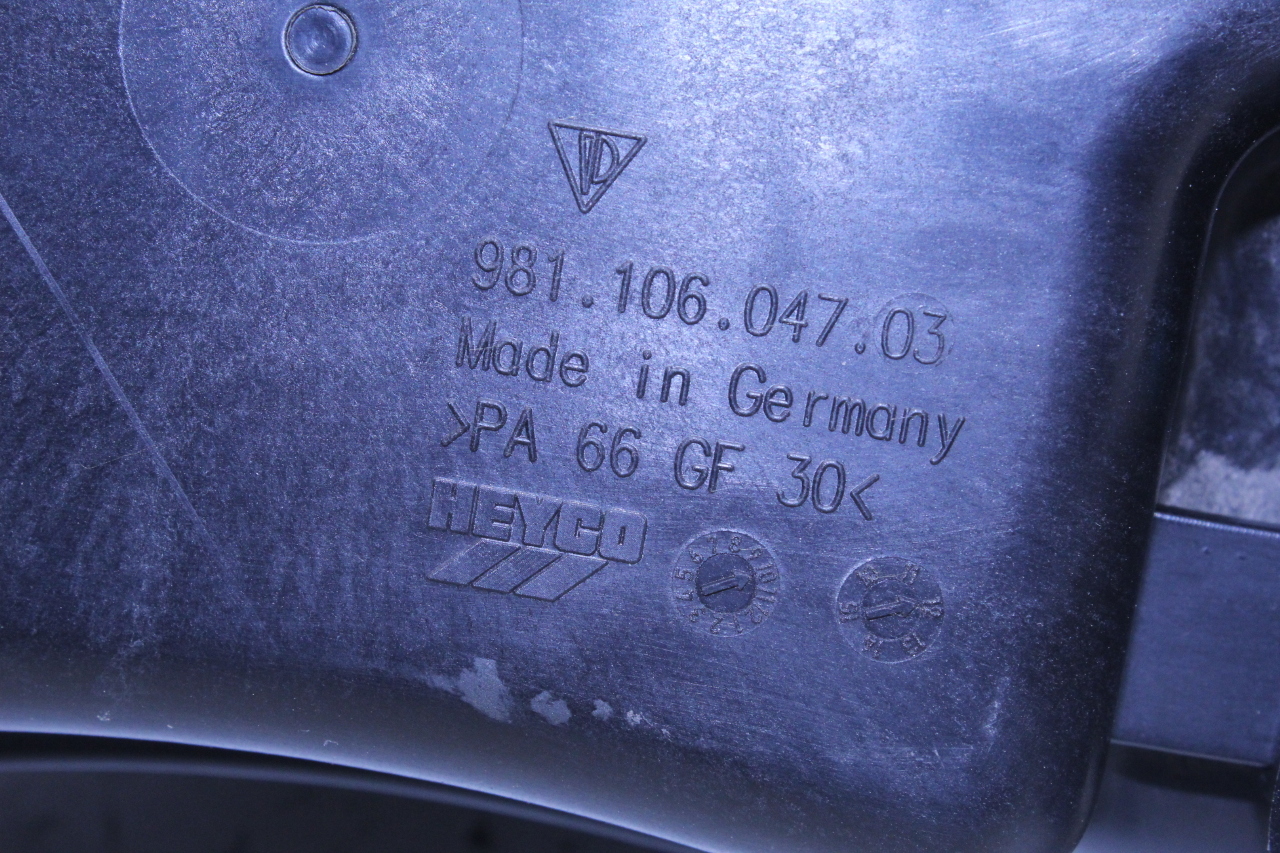 981.106.047.03
Made in Germany
>PA 66 GF 30<
HEYCO